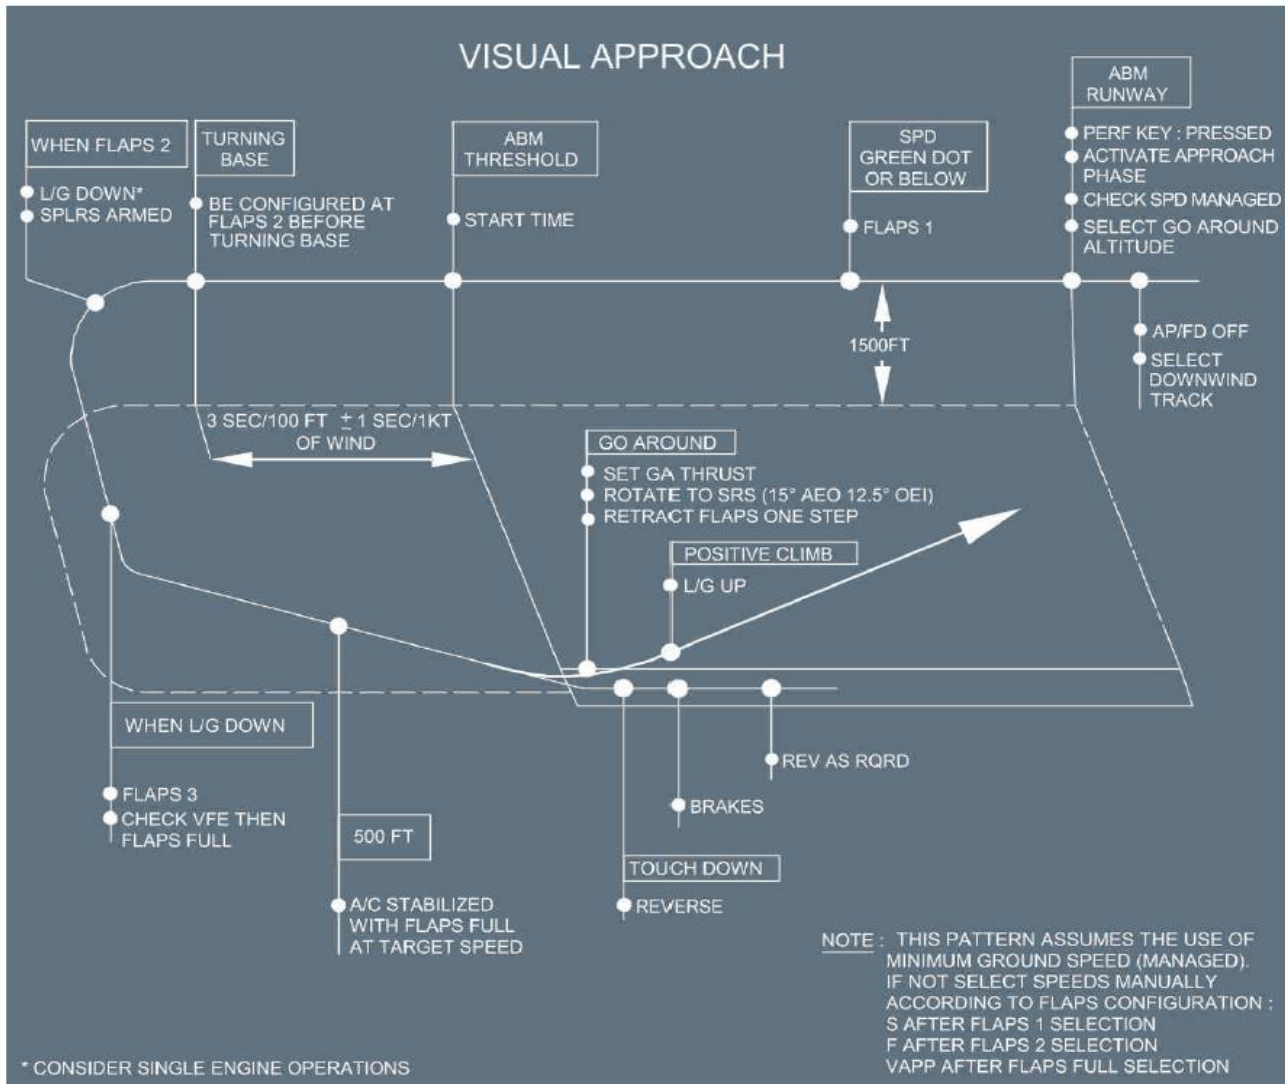 VISUAL APPROACH
WHEN FLAPS 2
L/G DOWN*
SPLRS ARMED
TURNING
BASE
BE CONFIGURED AT
FLAPS 2 BEFORE
TURNING BASE
ABM
THRESHOLD
START TIME
SPD
GREEN DOT
OR BELOW
FLAPS 1
ABM
RUNWAY
PERF KEY : PRESSED
ACTIVATE APPROACH
PHASE
CHECK SPD MANAGED
SELECT GO AROUND
ALTITUDE
AP/FD OFF
SELECT
DOWNWIND
TRACK
1500FT
3 SEC/100 FT ± 1 SEC/1KT
OF WIND
GO AROUND
SET GA THRUST
ROTATE TO SRS (15° AEO 12.5° OEI)
RETRACT FLAPS ONE STEP
POSITIVE CLIMB
L/G UP
WHEN L/G DOWN
FLAPS 3
CHECK VFE THEN
FLAPS FULL
500 FT
A/C STABILIZED
WITH FLAPS FULL
AT TARGET SPEED
REV AS RQRD
BRAKES
TOUCH DOWN
REVERSE
NOTE : THIS PATTERN ASSUMES THE USE OF
MINIMUM GROUND SPEED (MANAGED).
IF NOT SELECT SPEEDS MANUALLY
ACCORDING TO FLAPS CONFIGURATION :
S AFTER FLAPS 1 SELECTION
F AFTER FLAPS 2 SELECTION
VAPP AFTER FLAPS FULL SELECTION
* CONSIDER SINGLE ENGINE OPERATIONS